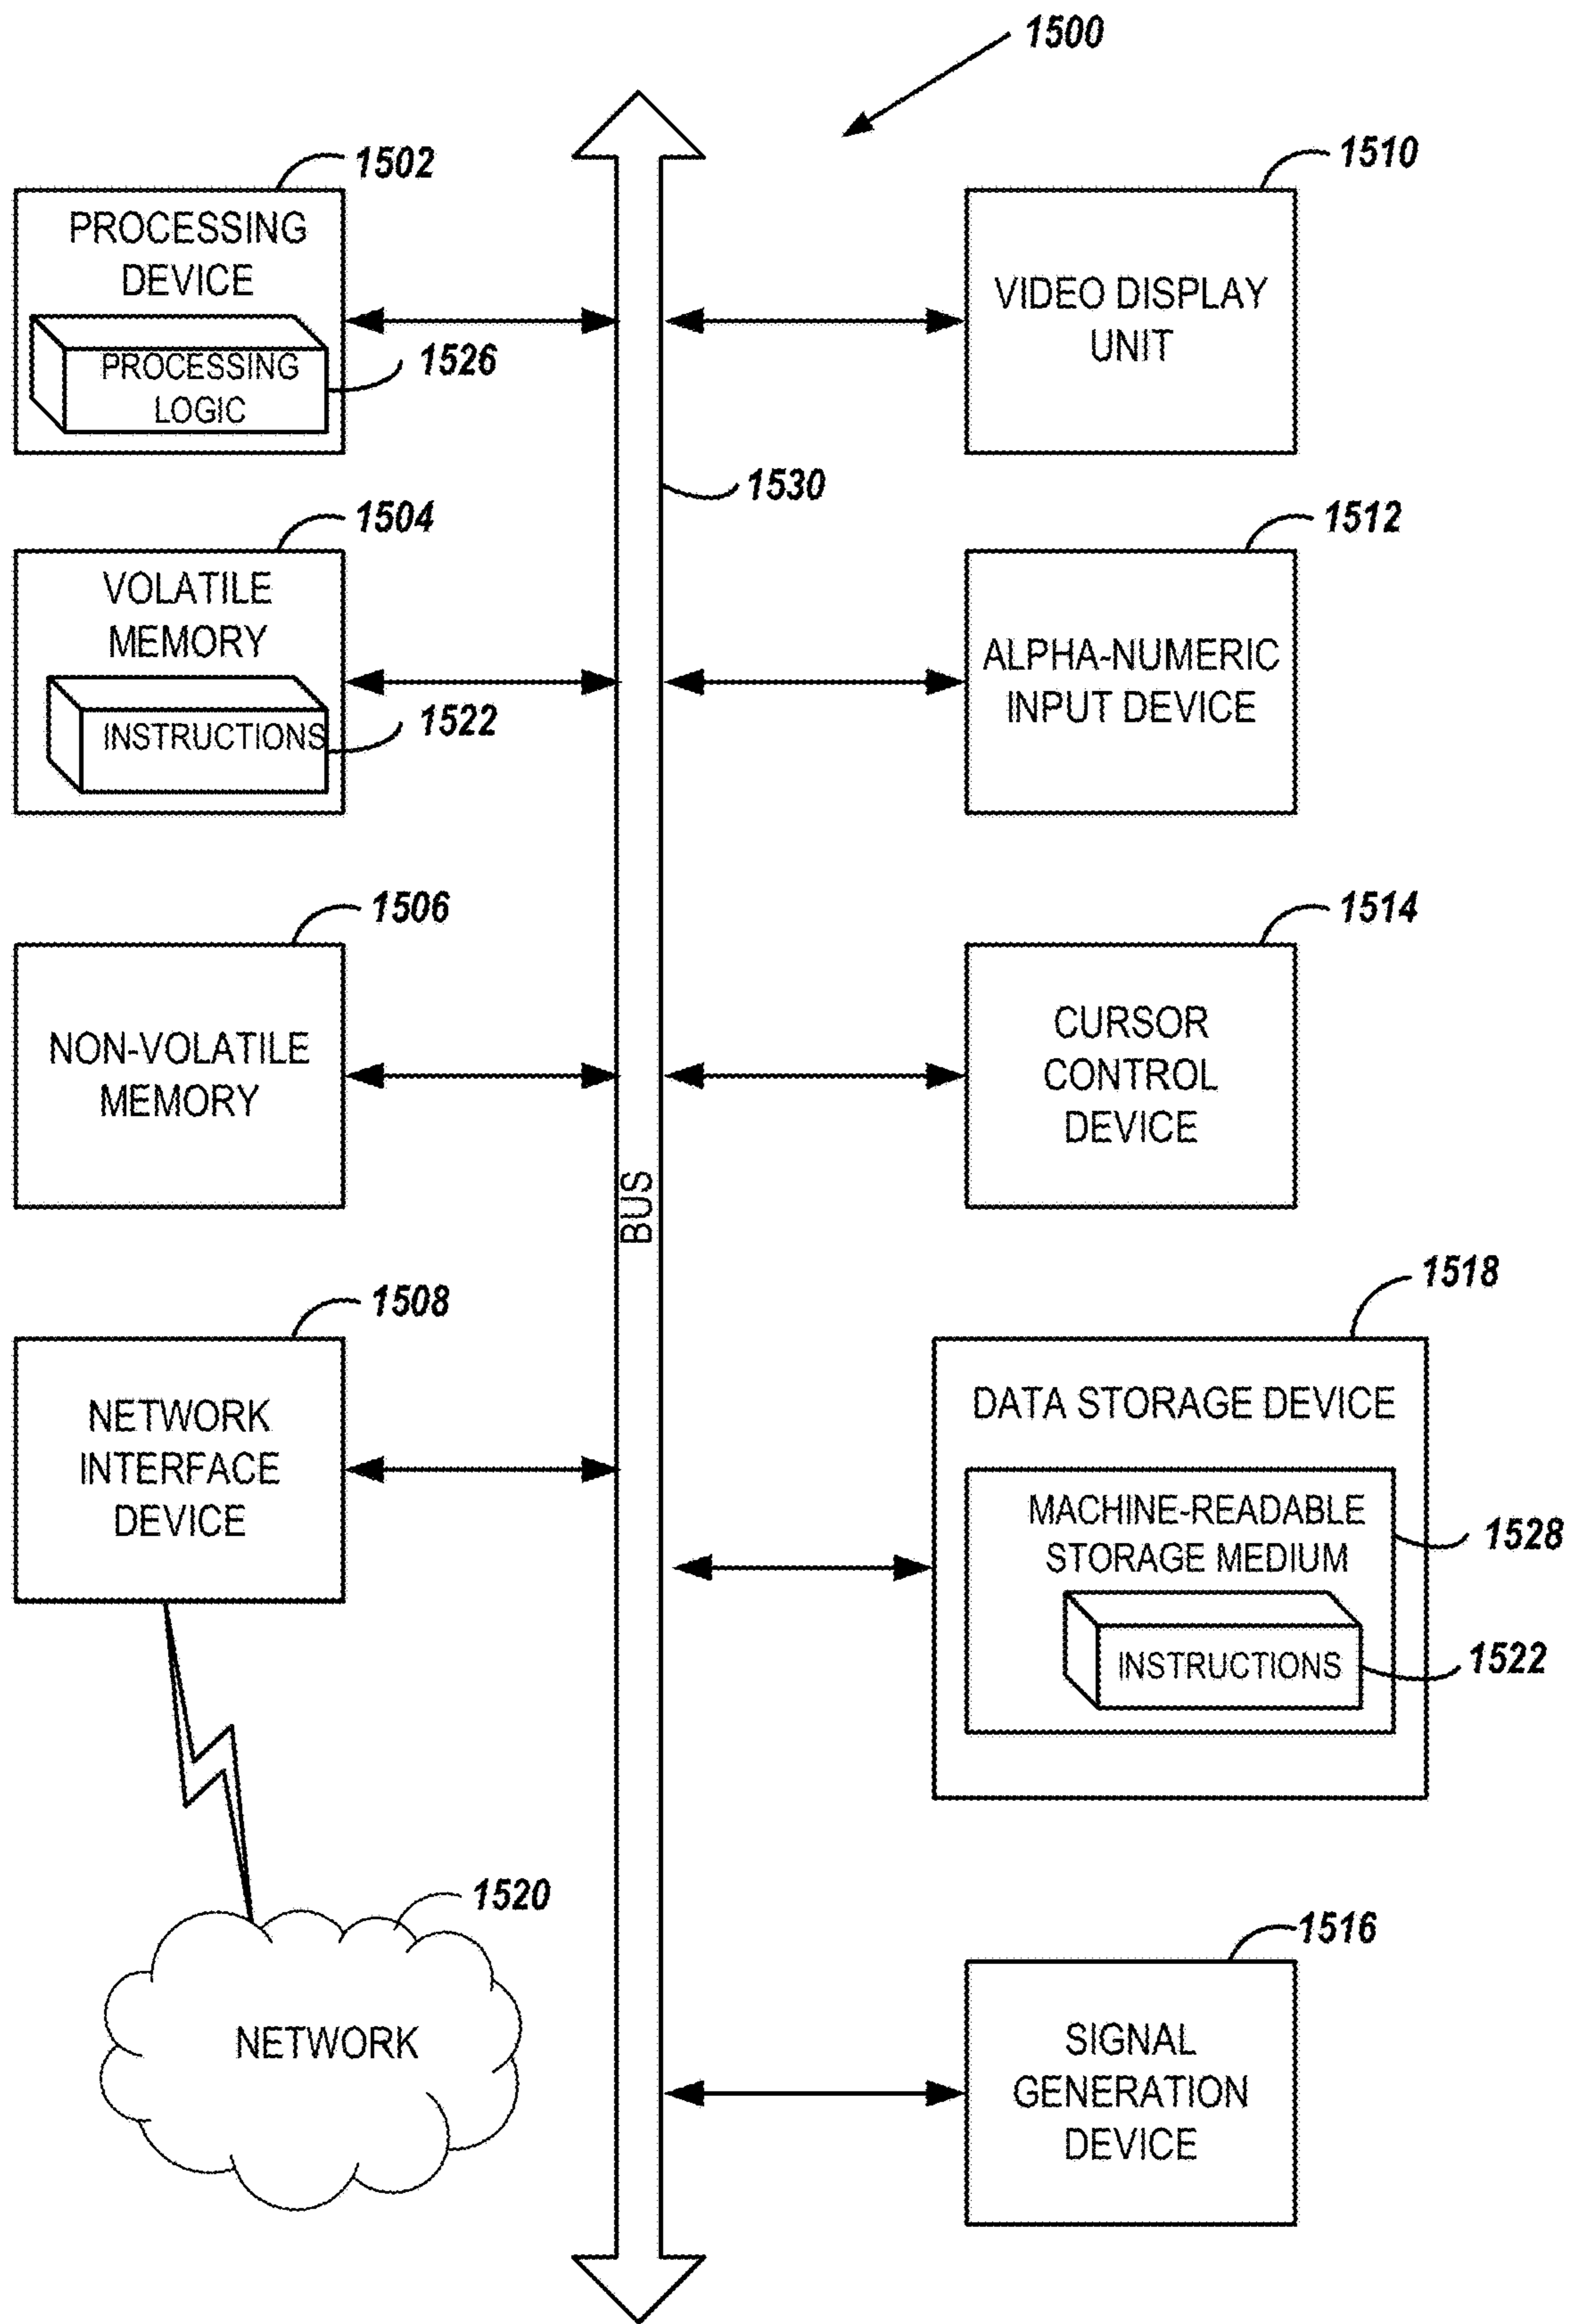 1500
1502
PROCESSING
DEVICE
PROCESSING
LOGIC
1526
1510
VIDEO DISPLAY
UNIT
1530
1504
VOLATILE
MEMORY
INSTRUCTIONS
1522
1512
ALPHA-NUMERIC
INPUT DEVICE
1506
NON-VOLATILE
MEMORY
1514
CURSOR
CONTROL
DEVICE
BUS
1508
NETWORK
INTERFACE
DEVICE
1518
DATA STORAGE DEVICE
MACHINE-READABLE
STORAGE MEDIUM
1528
INSTRUCTIONS
1522
1520
NETWORK
1516
SIGNAL
GENERATION
DEVICE